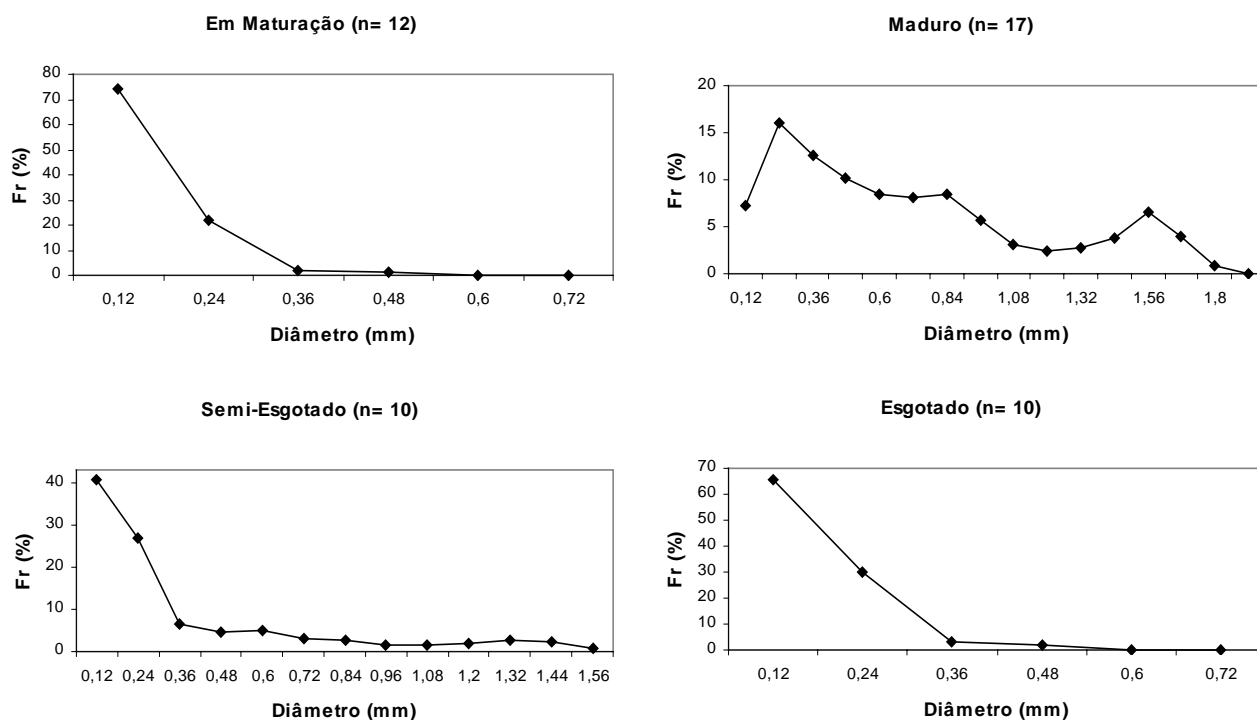 Em Maturação (n= 12)
80
70
60
50
40
30
20
10
0
Fr (%)
0,12 0,24 0,36 0,48 0,6 0,72
Diâmetro (mm)
Maduro (n= 17)
20
15
10
5
0
Fr (%)
0,12 0,36 0,6 0,84 1,08 1,32 1,56 1,8
Diâmetro (mm)
Semi-Esgotado (n= 10)
40
30
20
10
0
Fr (%)
0,12 0,24 0,36 0,48 0,6 0,72 0,84 0,96 1,08 1,2 1,32 1,44 1,56
Diâmetro (mm)
Esgotado (n= 10)
70
60
50
40
30
20
10
0
Fr (%)
0,12 0,24 0,36 0,48 0,6 0,72
Diâmetro (mm)